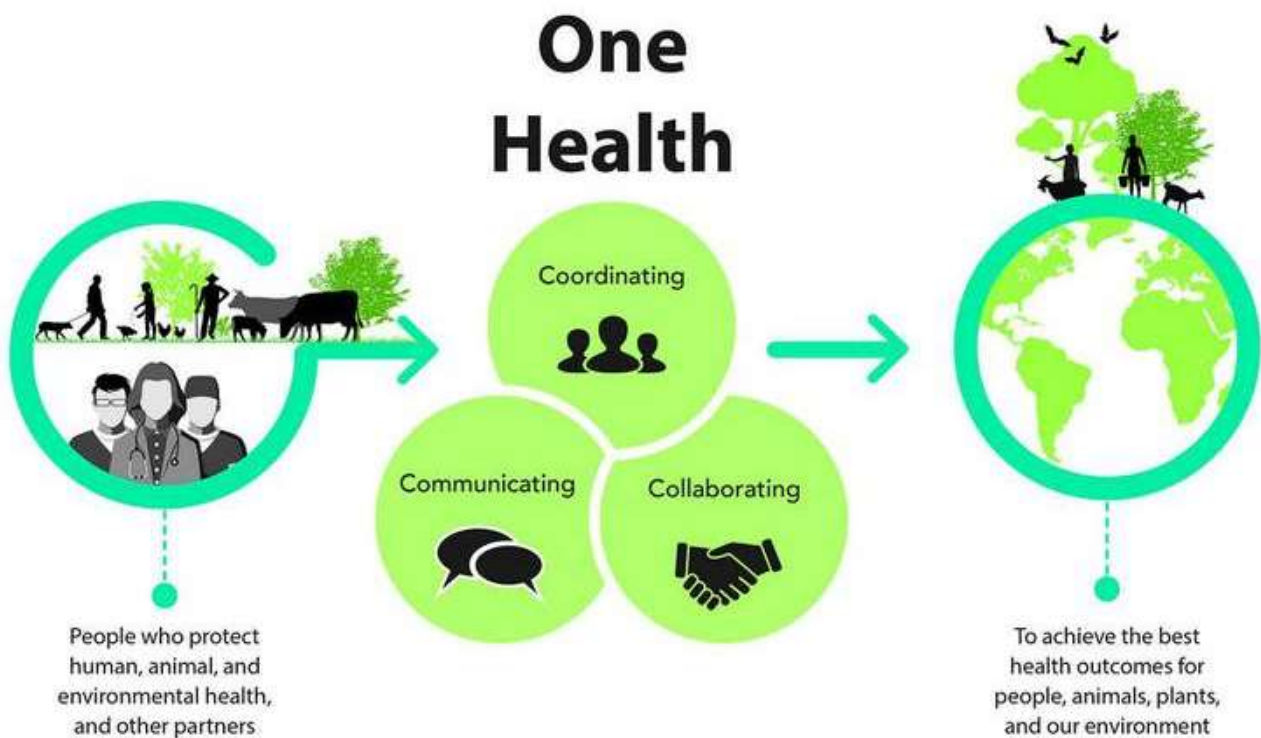 One
Health
Coordinating
Communicating
Collaborating
People who protect
human, animal, and
environmental health,
and other partners
To achieve the best
health outcomes for
people, animals, plants,
and our environment